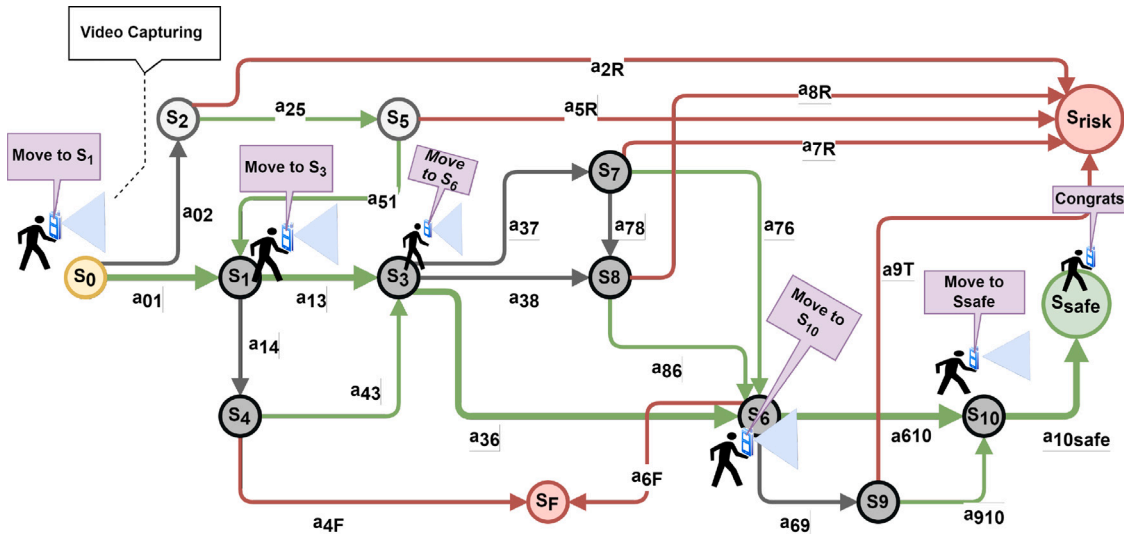 Video Capturing
a2R
a8R
S2
a25
S5
a5R
Srisk
Move to S1
Move to S3
Move
to S6
a7R
S7
a51
Congrats
a02
a37
a78
a76
S0
S1
S3
S8
a9T
Move to
Ssafe
Ssafe
a01
a13
a38
Move to
S10
a14
a43
a86
S4
S6
S10
a36
a610
a10safe
a6F
SF
S9
a4F
a69
a910